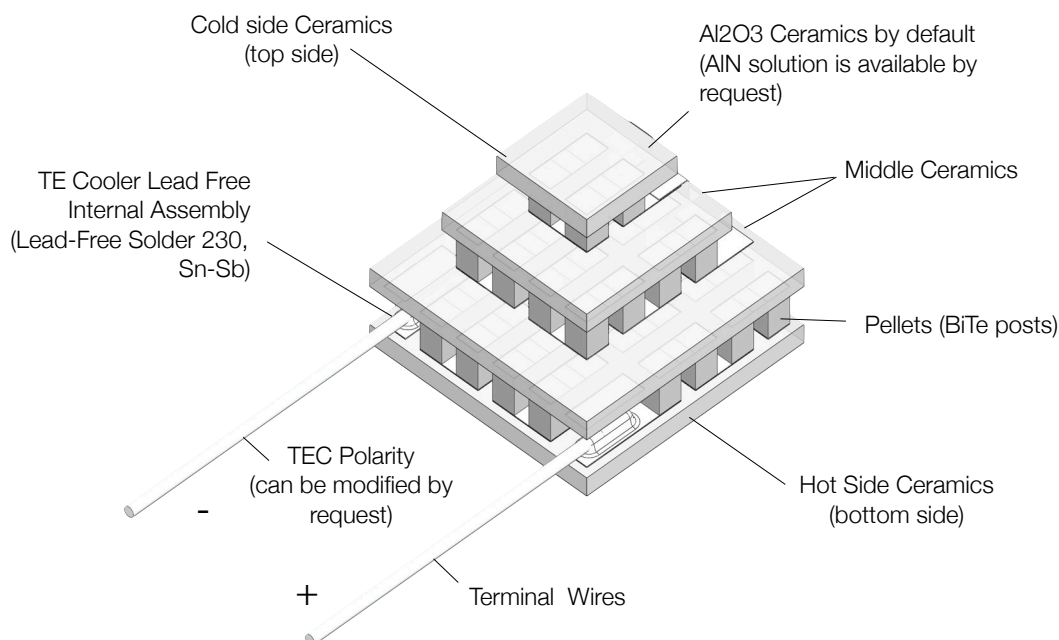 Cold side Ceramics
(top side)
Al2O3 Ceramics by default
(AlN solution is available by
request)
TE Cooler Lead Free
Internal Assembly
(Lead-Free Solder 230,
Sn-Sb)
Middle Ceramics
Pellets (BiTe posts)
TEC Polarity
(can be modified by
request)
-
Hot Side Ceramics
(bottom side)
+
Terminal Wires